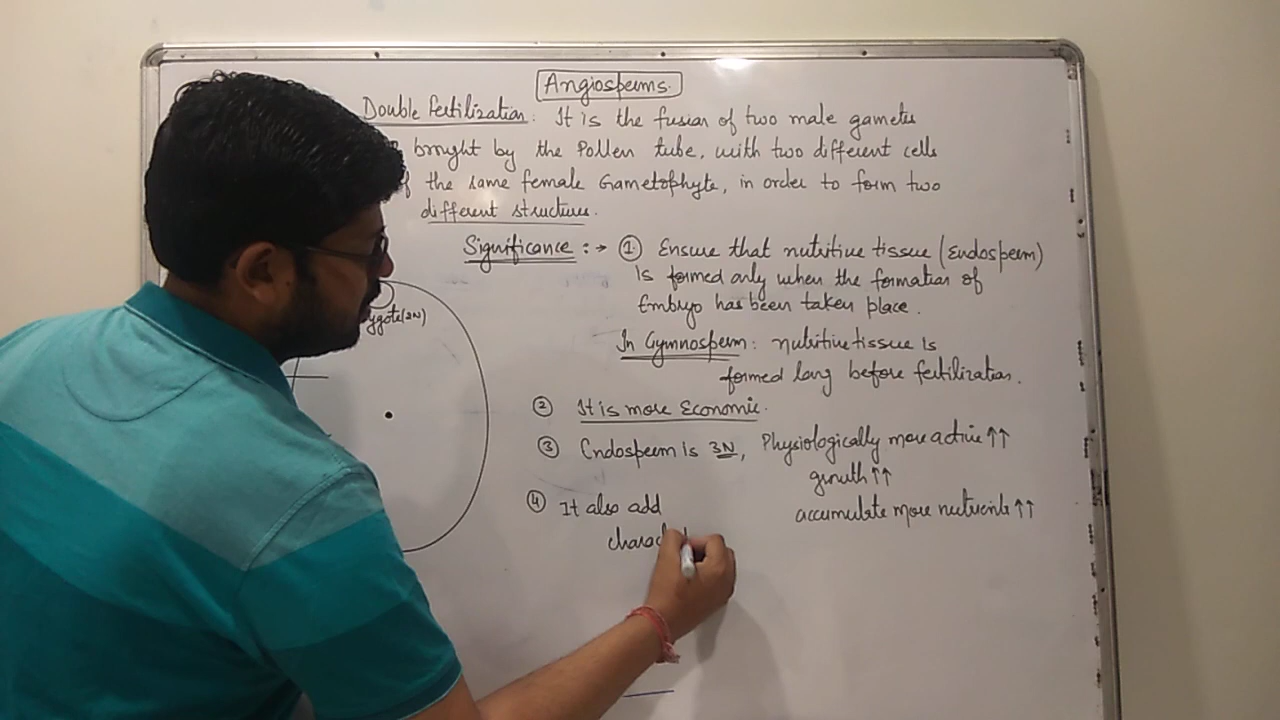 Angiosperms.
Double Fertilization: It is the fusion of two male gametes
brought by the Pollen tube, with two different cells
the same female Gametophyte, in order to form two
different structures.
Significance :→ ① Ensure that nutritive tissue (Endosperm)
is formed only when the formation of
Embryo has been taken place.
zygote(2N)
In Gymnosperm: nutritive tissue is
formed long before fertilization.
② It is more Economic.
③ Endosperm is 3N, Physiologically more active ↑↑
growth ↑↑
④ It also add
accumulate more nutrients ↑↑